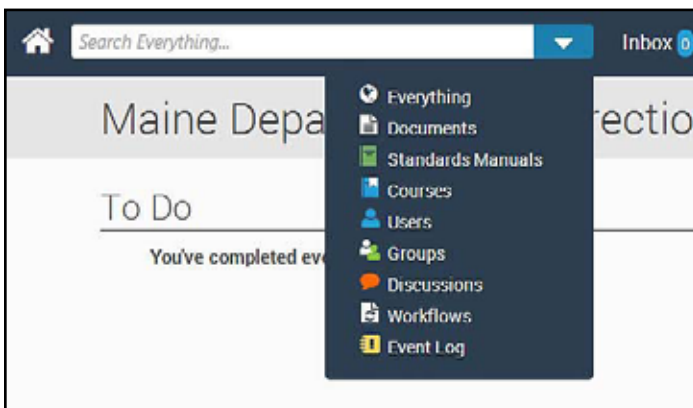 Search Everything...
Inbox 0
Maine Depa rectio
Everything
Documents
Standards Manuals
Courses
Users
Groups
Discussions
Workflows
Event Log
To Do
You've completed eve